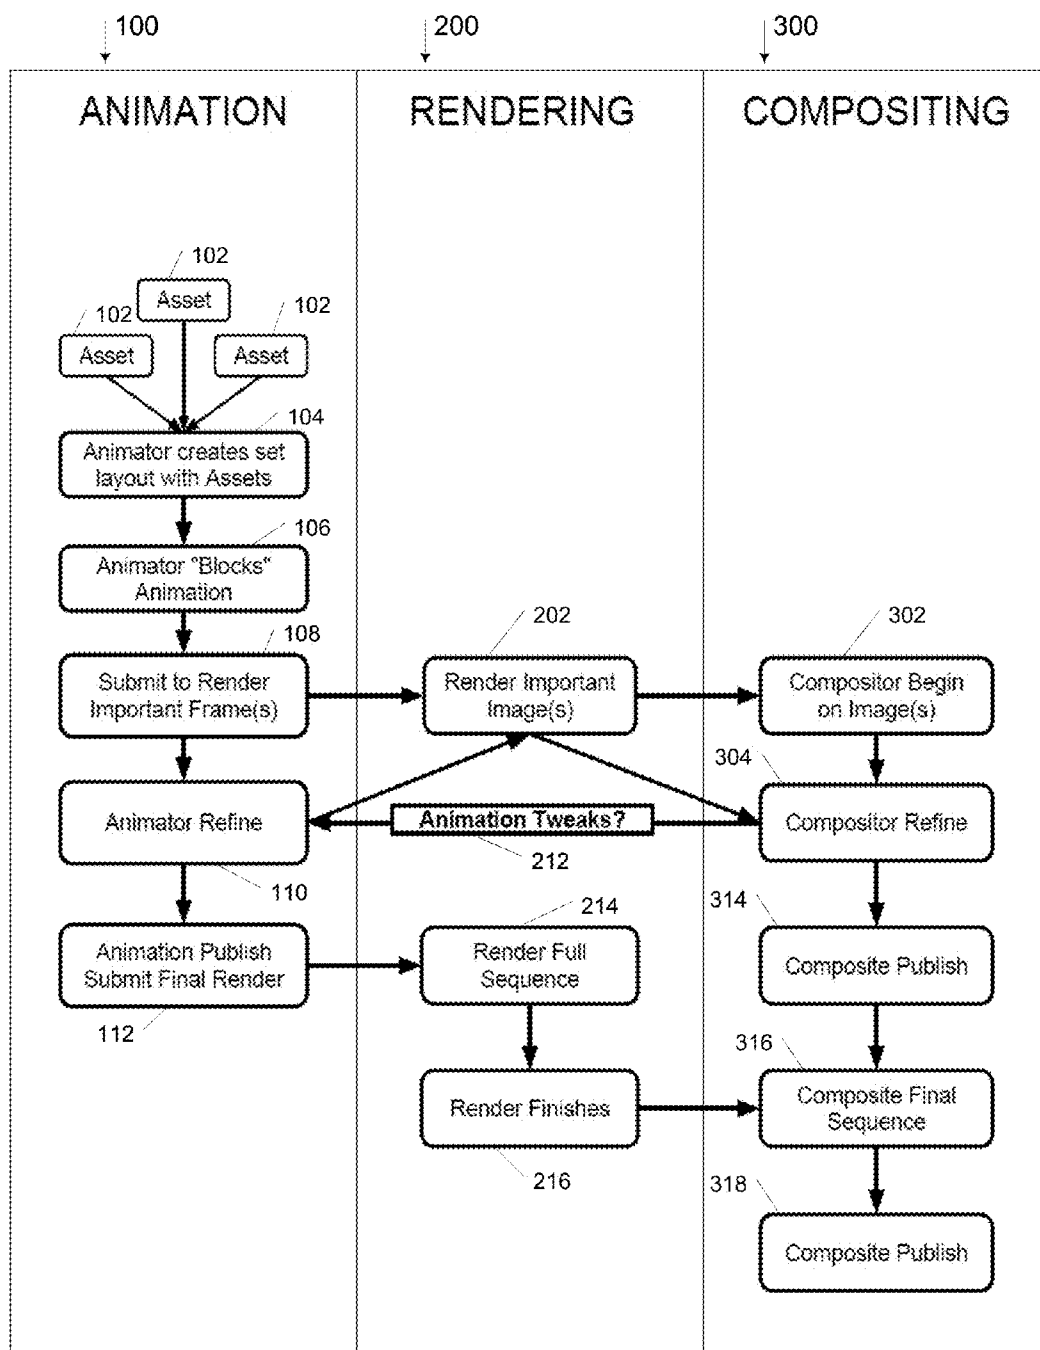 100
200
300
ANIMATION
RENDERING
COMPOSITING
102
Asset
102
102
Asset
Asset
104
Animator creates set
layout with Assets
106
Animator "Blocks"
Animation
108
Submit to Render
Important Frame(s)
202
Render Important
Image(s)
302
Compositor Begin
on Image(s)
304
Animator Refine
110
Animation Tweaks?
212
Compositor Refine
314
Animation Publish
Submit Final Render
112
214
Render Full
Sequence
Composite Publish
316
Render Finishes
216
Composite Final
Sequence
318
Composite Publish